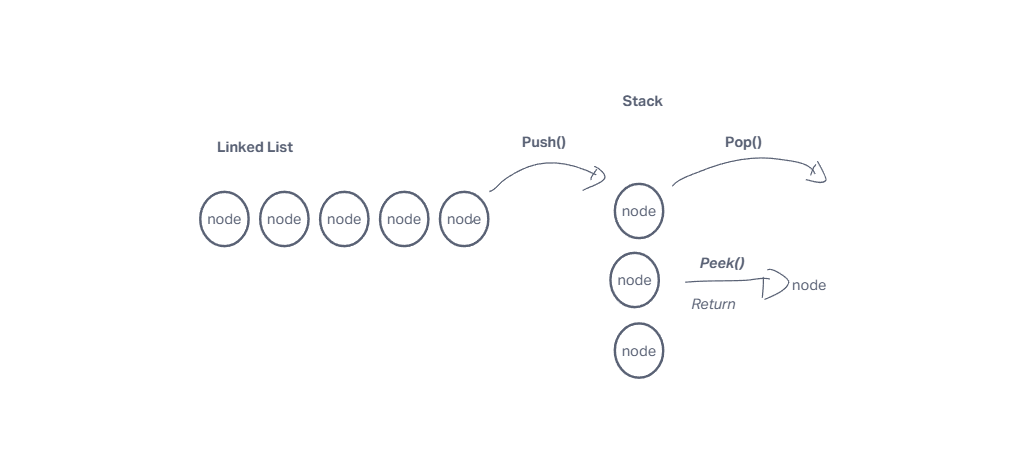 Stack
Linked List
Push()
Pop()
node
node
node
node
node
node
node
node
Peek()
Return
node